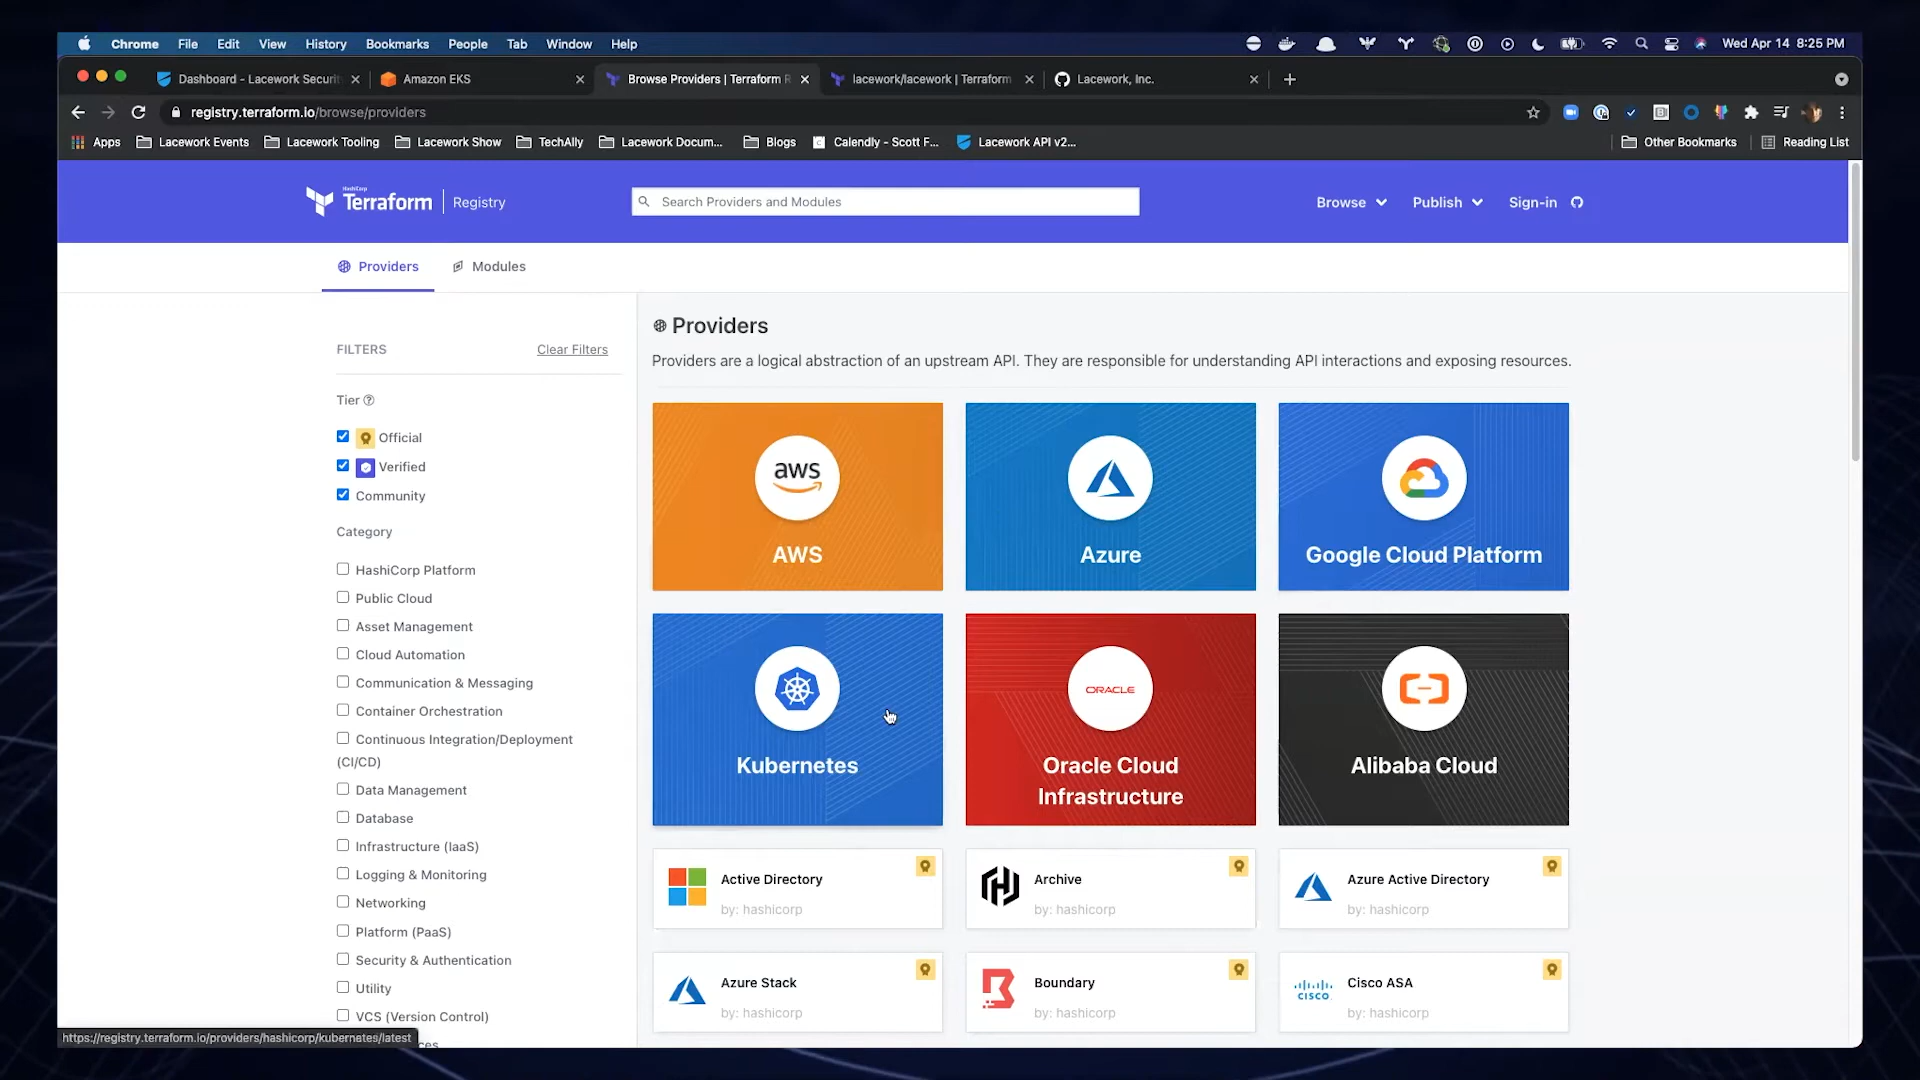 Chrome File Edit View History Bookmarks People Tab Window Help
Wed Apr 14 8:25 PM
Dashboard - Lacework Securit
Amazon EKS
Browse Providers | Terraform R
lacework/lacework | Terraform
Lacework, Inc.
registry.terraform.io/browse/providers
Apps
Lacework Events
Lacework Tooling
Lacework Show
TechAlly
Lacework Docum...
Blogs
Calendly - Scott F...
Lacework API v2...
Other Bookmarks
Reading List
HashiCorp
Terraform
Registry
Search Providers and Modules
Browse
Publish
Sign-in
Providers
Modules
FILTERS
Clear Filters
Tier
Official
Verified
Community
Category
HashiCorp Platform
Public Cloud
Asset Management
Cloud Automation
Communication & Messaging
Container Orchestration
Continuous Integration/Deployment
(CI/CD)
Data Management
Database
Infrastructure (IaaS)
Logging & Monitoring
Networking
Platform (PaaS)
Security & Authentication
Utility
VCS (Version Control)
Providers
Providers are a logical abstraction of an upstream API. They are responsible for understanding API interactions and exposing resources.
aws
AWS
Azure
Google Cloud Platform
Kubernetes
ORACLE
Oracle Cloud
Infrastructure
Alibaba Cloud
Active Directory
by: hashicorp
Archive
by: hashicorp
Azure Active Directory
by: hashicorp
Azure Stack
by: hashicorp
Boundary
by: hashicorp
CISCO
Cisco ASA
by: hashicorp
https://registry.terraform.io/providers/hashicorp/kubernetes/latest